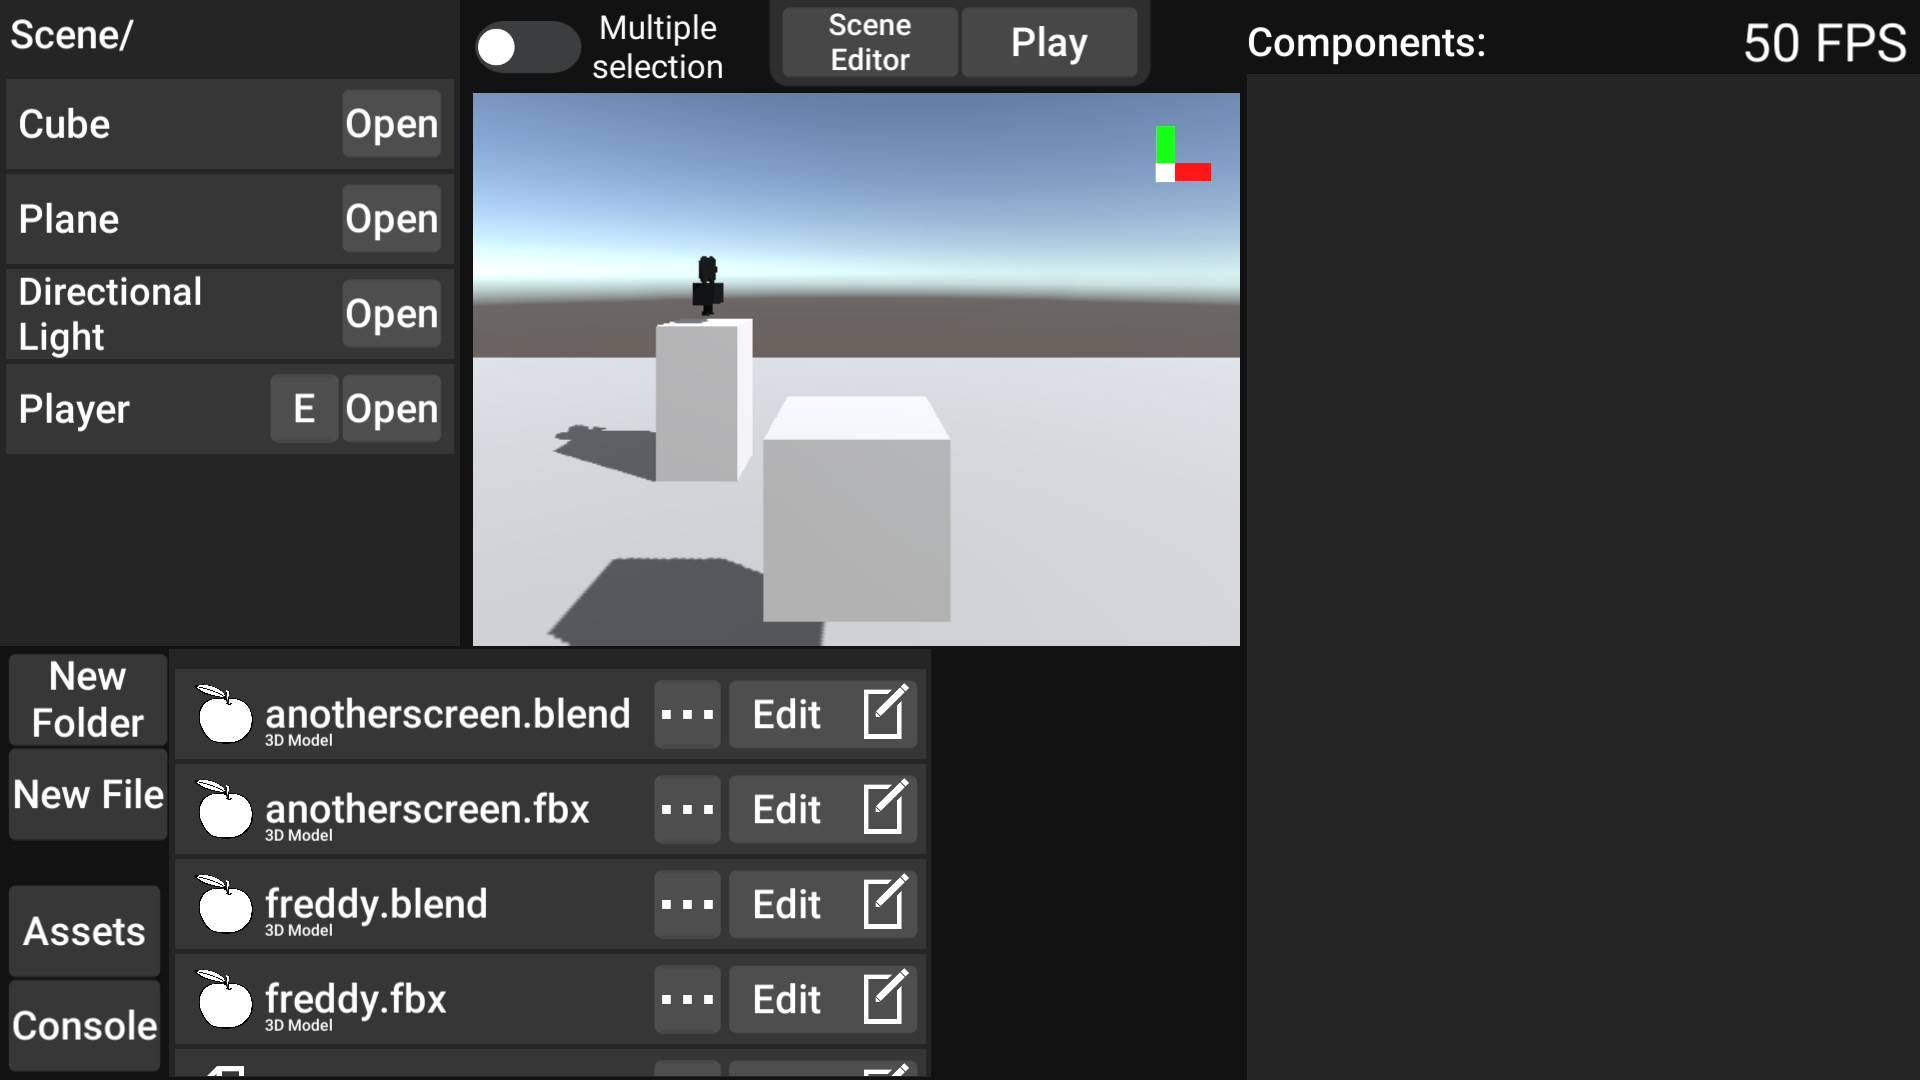 Scene/
Cube
Open
Plane
Open
Directional
Light
Open
Player
E
Open
Multiple
selection
Scene
Editor
Play
Components:
50 FPS
New
Folder
New File
Assets
Console
anotherscreen.blend
3D Model
...
Edit
anotherscreen.fbx
3D Model
...
Edit
freddy.blend
3D Model
...
Edit
freddy.fbx
3D Model
...
Edit